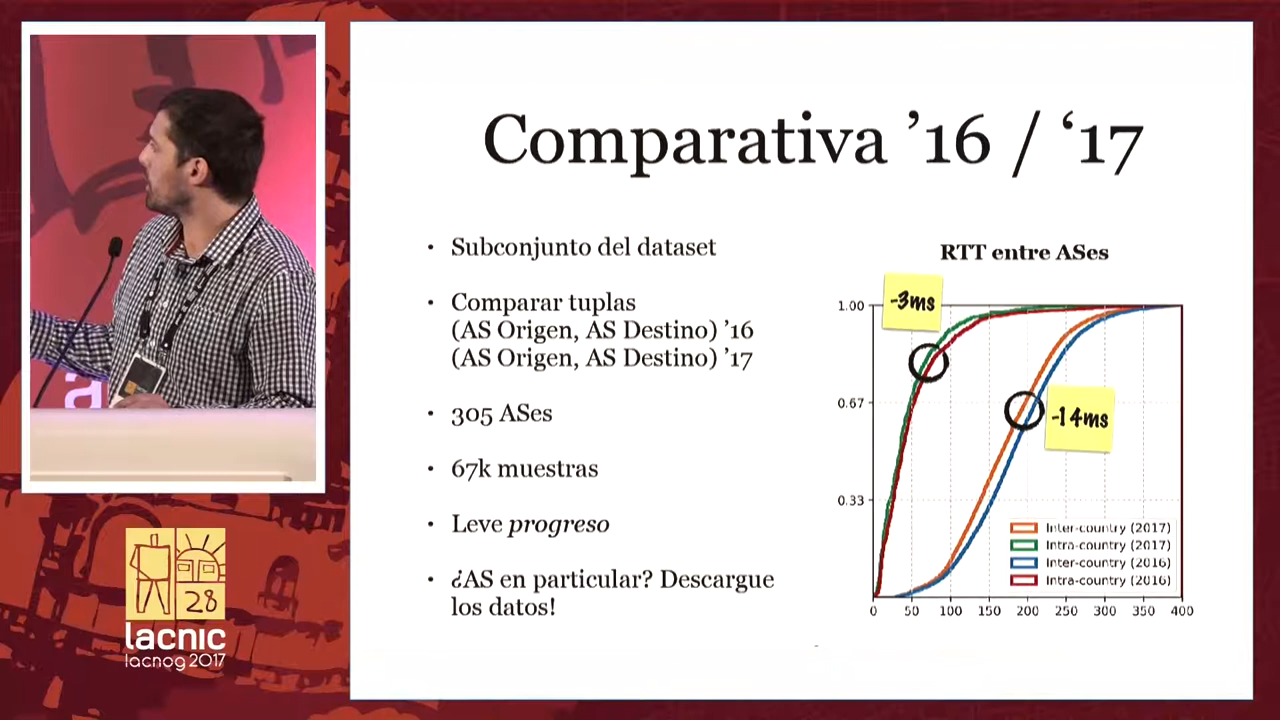 Comparativa ’16 / ‘17
• Subconjunto del dataset
• Comparar tuplas
(AS Origen, AS Destino) ’16
(AS Origen, AS Destino) ’17
• 305 ASes
• 67k muestras
• Leve progreso
• ¿AS en particular? Descargue
los datos!
RTT entre ASes
-3ms
1.00
0.67
-14ms
0.33
Inter-country (2017)
Intra-country (2017)
Inter-country (2016)
Intra-country (2016)
0 50 100 150 200 250 300 350 400
a
28
lacnic
lacnog 2017